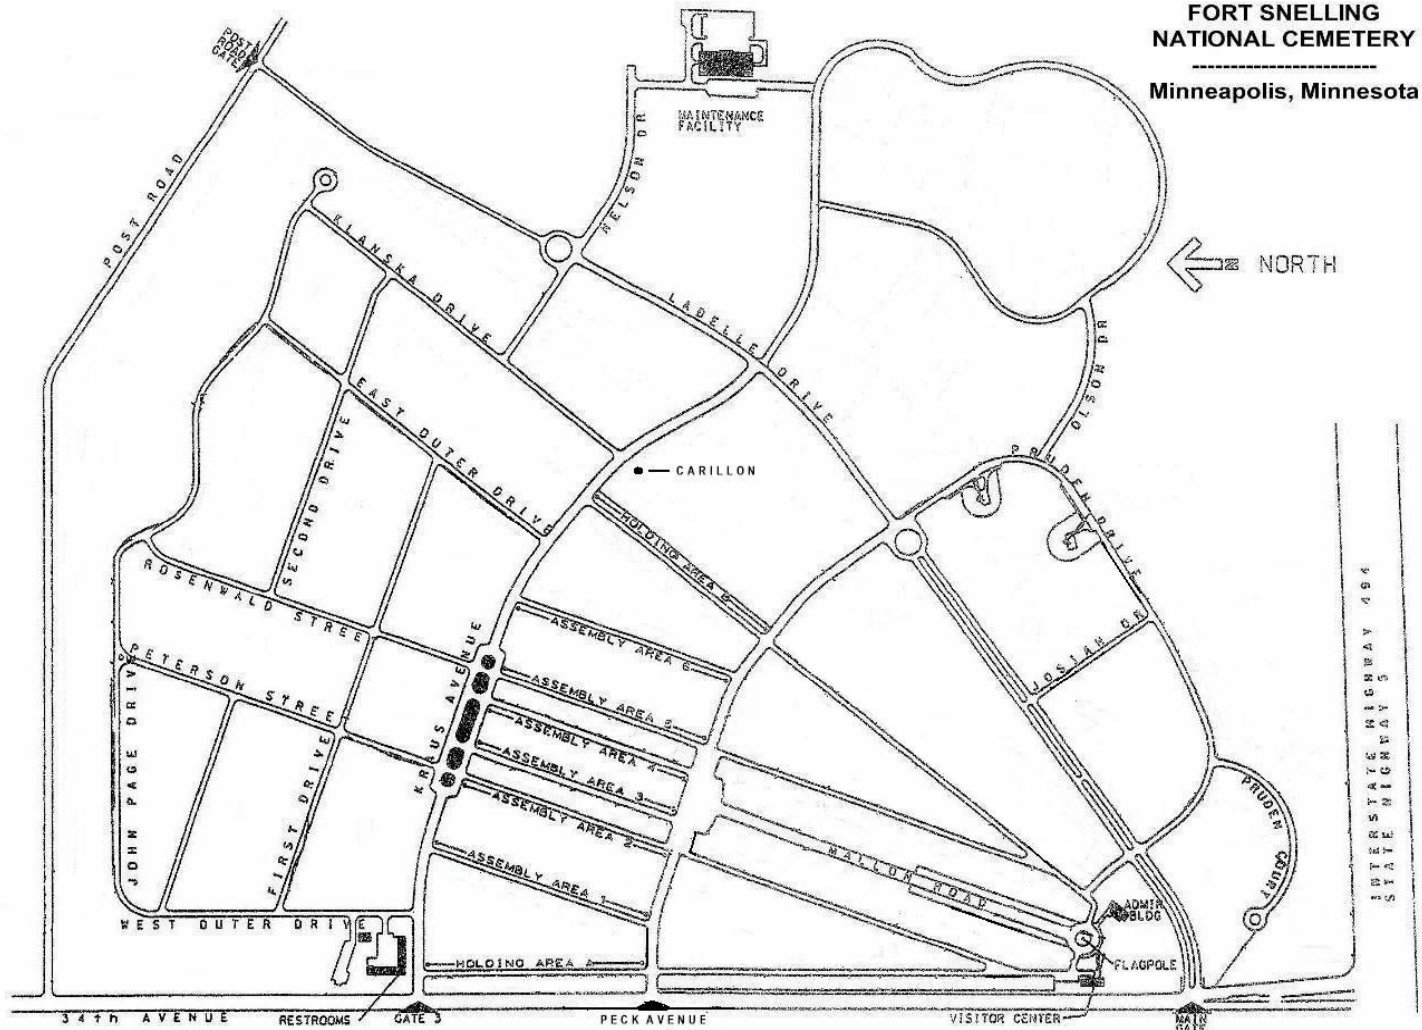 FORT SNELLING
NATIONAL CEMETERY
------------------------
Minneapolis, Minnesota
POST
ROAD
GATE
MAINTENANCE
FACILITY
POST ROAD
NELSON DR
KLANSKA DRIVE
LADELLE DRIVE
NORTH
OLSON DR
EAST OUTER DRIVE
SECOND DRIVE
CARILLON
PRUDEN DRIVE
HOLDING AREA B
ROSENWALD STREE
ASSEMBLY AREA 6
JOSIAH DR
PETERSON STREE
KRAUS AVENUE
ASSEMBLY AREA 5
ASSEMBLY AREA 4
ASSEMBLY AREA 3
ASSEMBLY AREA 2
ASSEMBLY AREA 1
JOHN PAGE DRIV
FIRST DRIVE
MALLON ROAD
PRUDEN COURT
INTERSTATE HIGHWAY 494
STATE HIGHWAY 5
WEST OUTER DRIVE
ADMIN
BLDG
HOLDING AREA A
FLAGPOLE
34th AVENUE
RESTROOMS
GATE 3
PECK AVENUE
VISITOR CENTER
MAIN
GATE